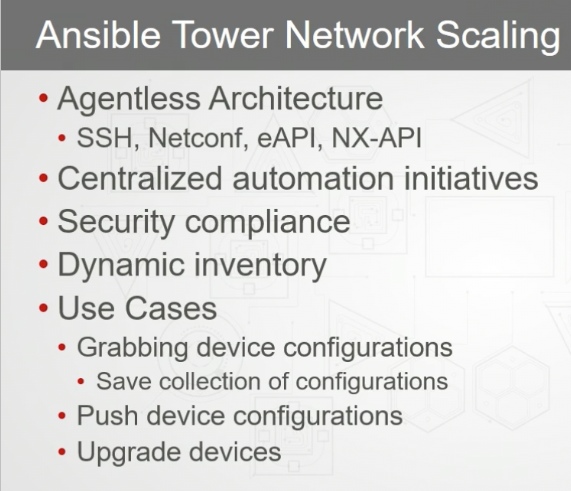 Ansible Tower Network Scaling
• Agentless Architecture
• SSH, Netconf, eAPI, NX-API
• Centralized automation initiatives
• Security compliance
• Dynamic inventory
• Use Cases
• Grabbing device configurations
• Save collection of configurations
• Push device configurations
• Upgrade devices